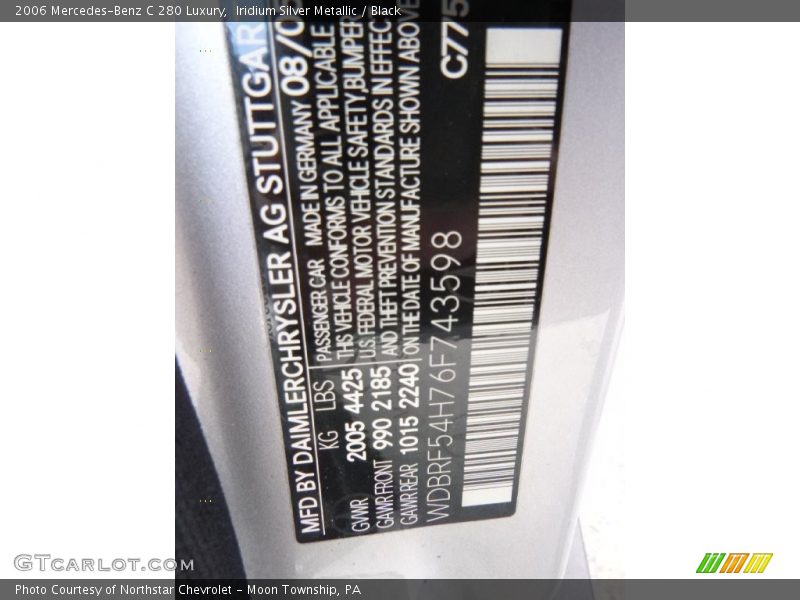 2006 Mercedes-Benz C 280 Luxury, Iridium Silver Metallic / Black
MFD BY DAIMLERCHRYSLER AG STUTTGAR
KG LBS PASSENGER CAR MADE IN GERMANY 08/0
THIS VEHICLE CONFORMS TO ALL APPLICABLE
GVWR 2005 4425 U.S. FEDERAL MOTOR VEHICLE SAFETY,BUMPER
GAWR FRONT 990 2185 AND THEFT PREVENTION STANDARDS IN EFFEC
GAWR REAR 1015 2240 ON THE DATE OF MANUFACTURE SHOWN ABOVE
WDBRF54H76F743598 C775
GTcarlot.com
Photo Courtesy of Northstar Chevrolet - Moon Township, PA